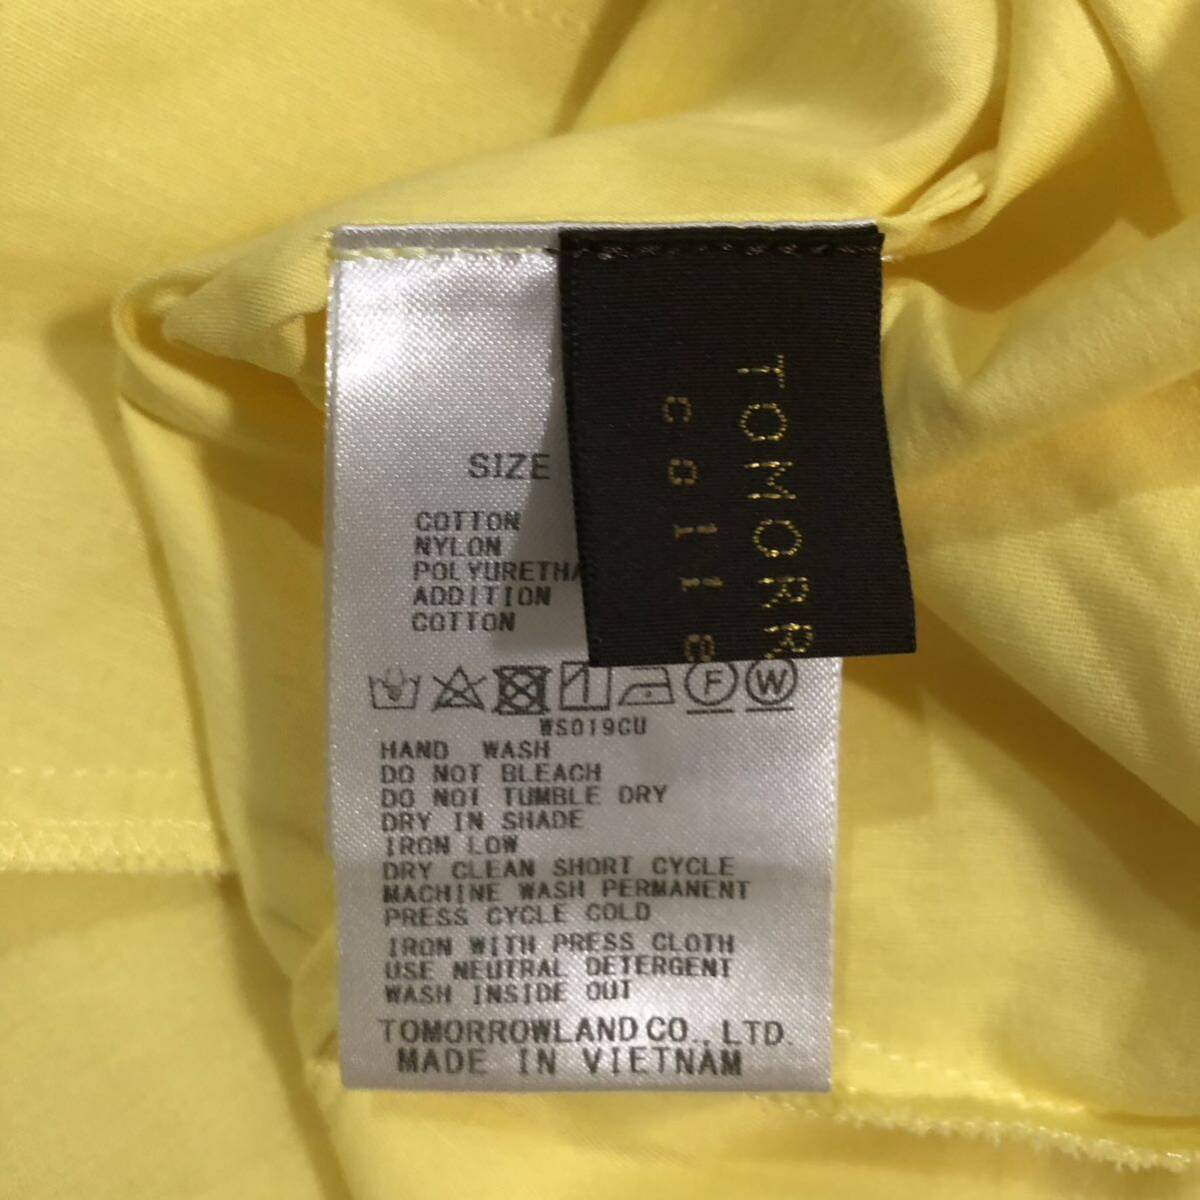 SIZE
COTTON
NYLON
ADDITION
COTTON
TOMORR
colle
F W
WS019CU
HAND WASH
DO NOT BLEACH
DO NOT TUMBLE DRY
DRY IN SHADE
IRON LOW
DRY CLEAN SHORT CYCLE
MACHINE WASH PERMANENT
PRESS CYCLE COLD
IRON WITH PRESS CLOTH
USE NEUTRAL DETERGENT
WASH INSIDE OUT
TOMORROWLAND CO., LTD.
MADE IN VIETNAM